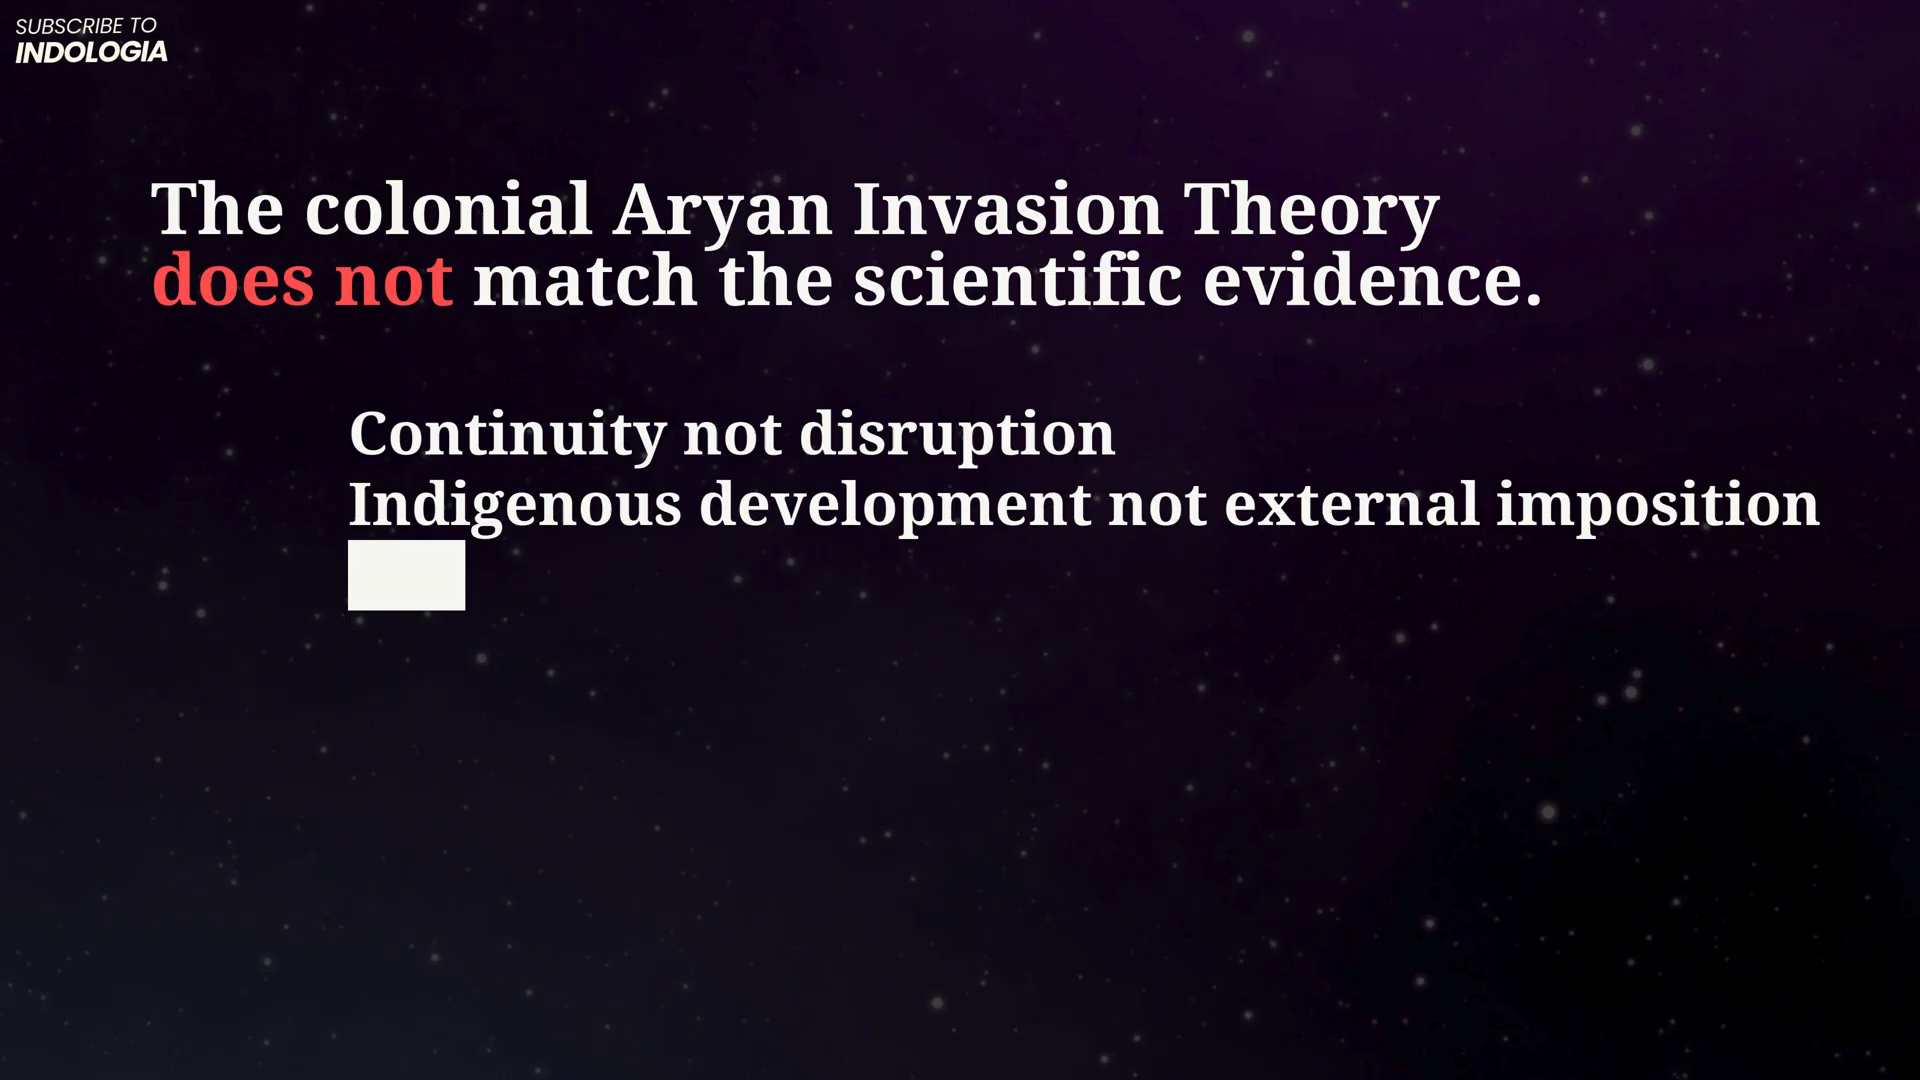 SUBSCRIBE TO
INDOLOGIA
The colonial Aryan Invasion Theory
does not match the scientific evidence.
Continuity not disruption
Indigenous development not external imposition